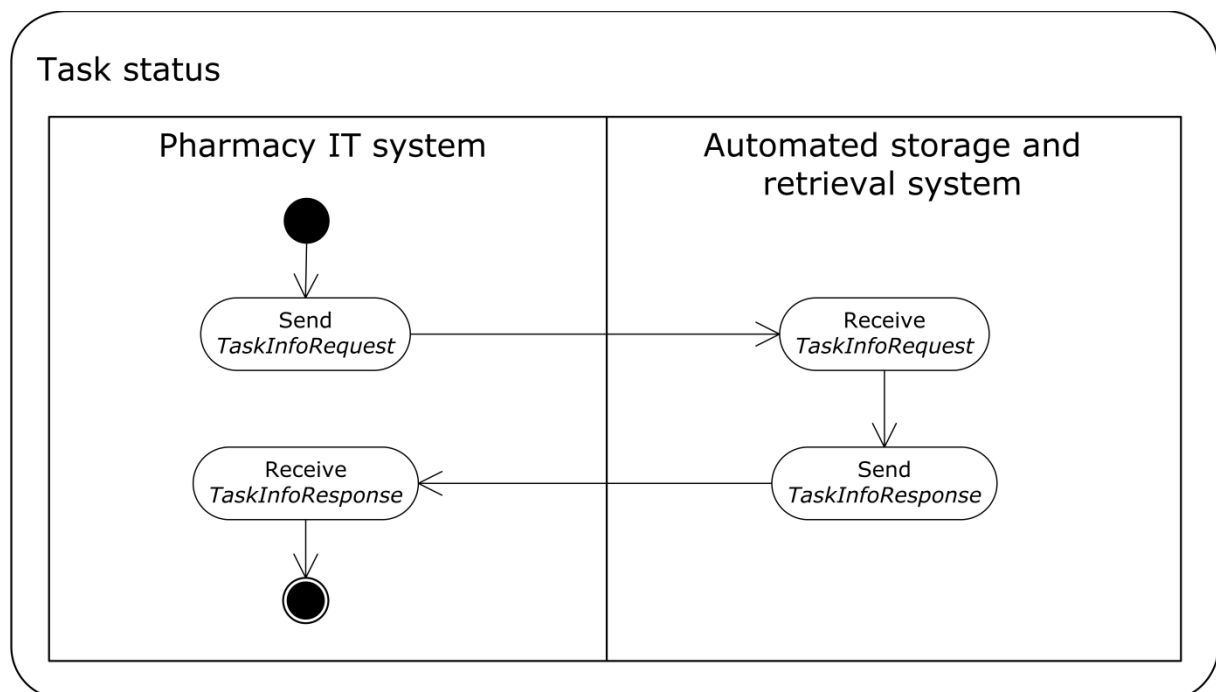 Task status
Pharmacy IT system
Automated storage and
retrieval system
Send
TaskInfoRequest
Receive
TaskInfoRequest
Receive
TaskInfoResponse
Send
TaskInfoResponse